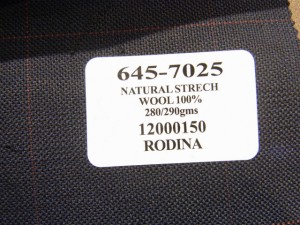 645-7025
NATURAL STRECH
WOOL 100%
280/290gms
12000150
RODINA